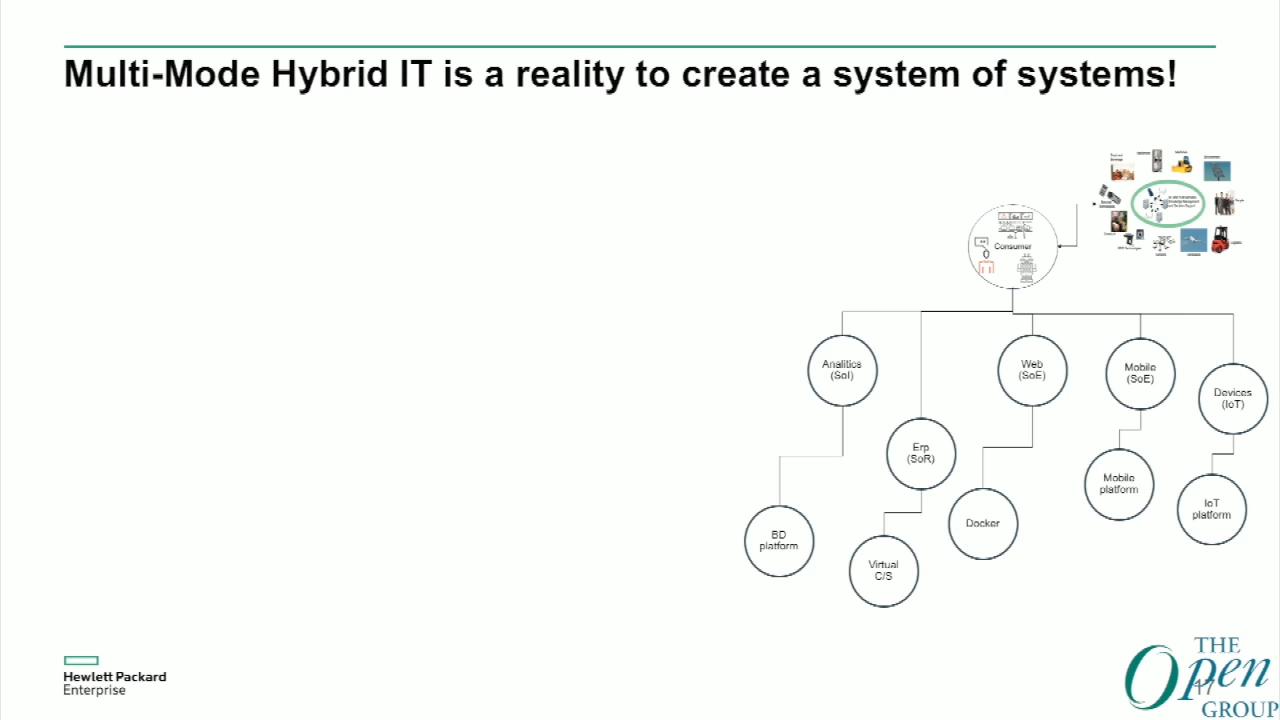 Multi-Mode Hybrid IT is a reality to create a system of systems!
Consumer
Analitics
(SoI)
Web
(SoE)
Mobile
(SoE)
Devices
(IoT)
Erp
(SoR)
Mobile
platform
IoT
platform
BD
platform
Docker
Virtual
C/S
Hewlett Packard
Enterprise
THE
Open
GROUP
17